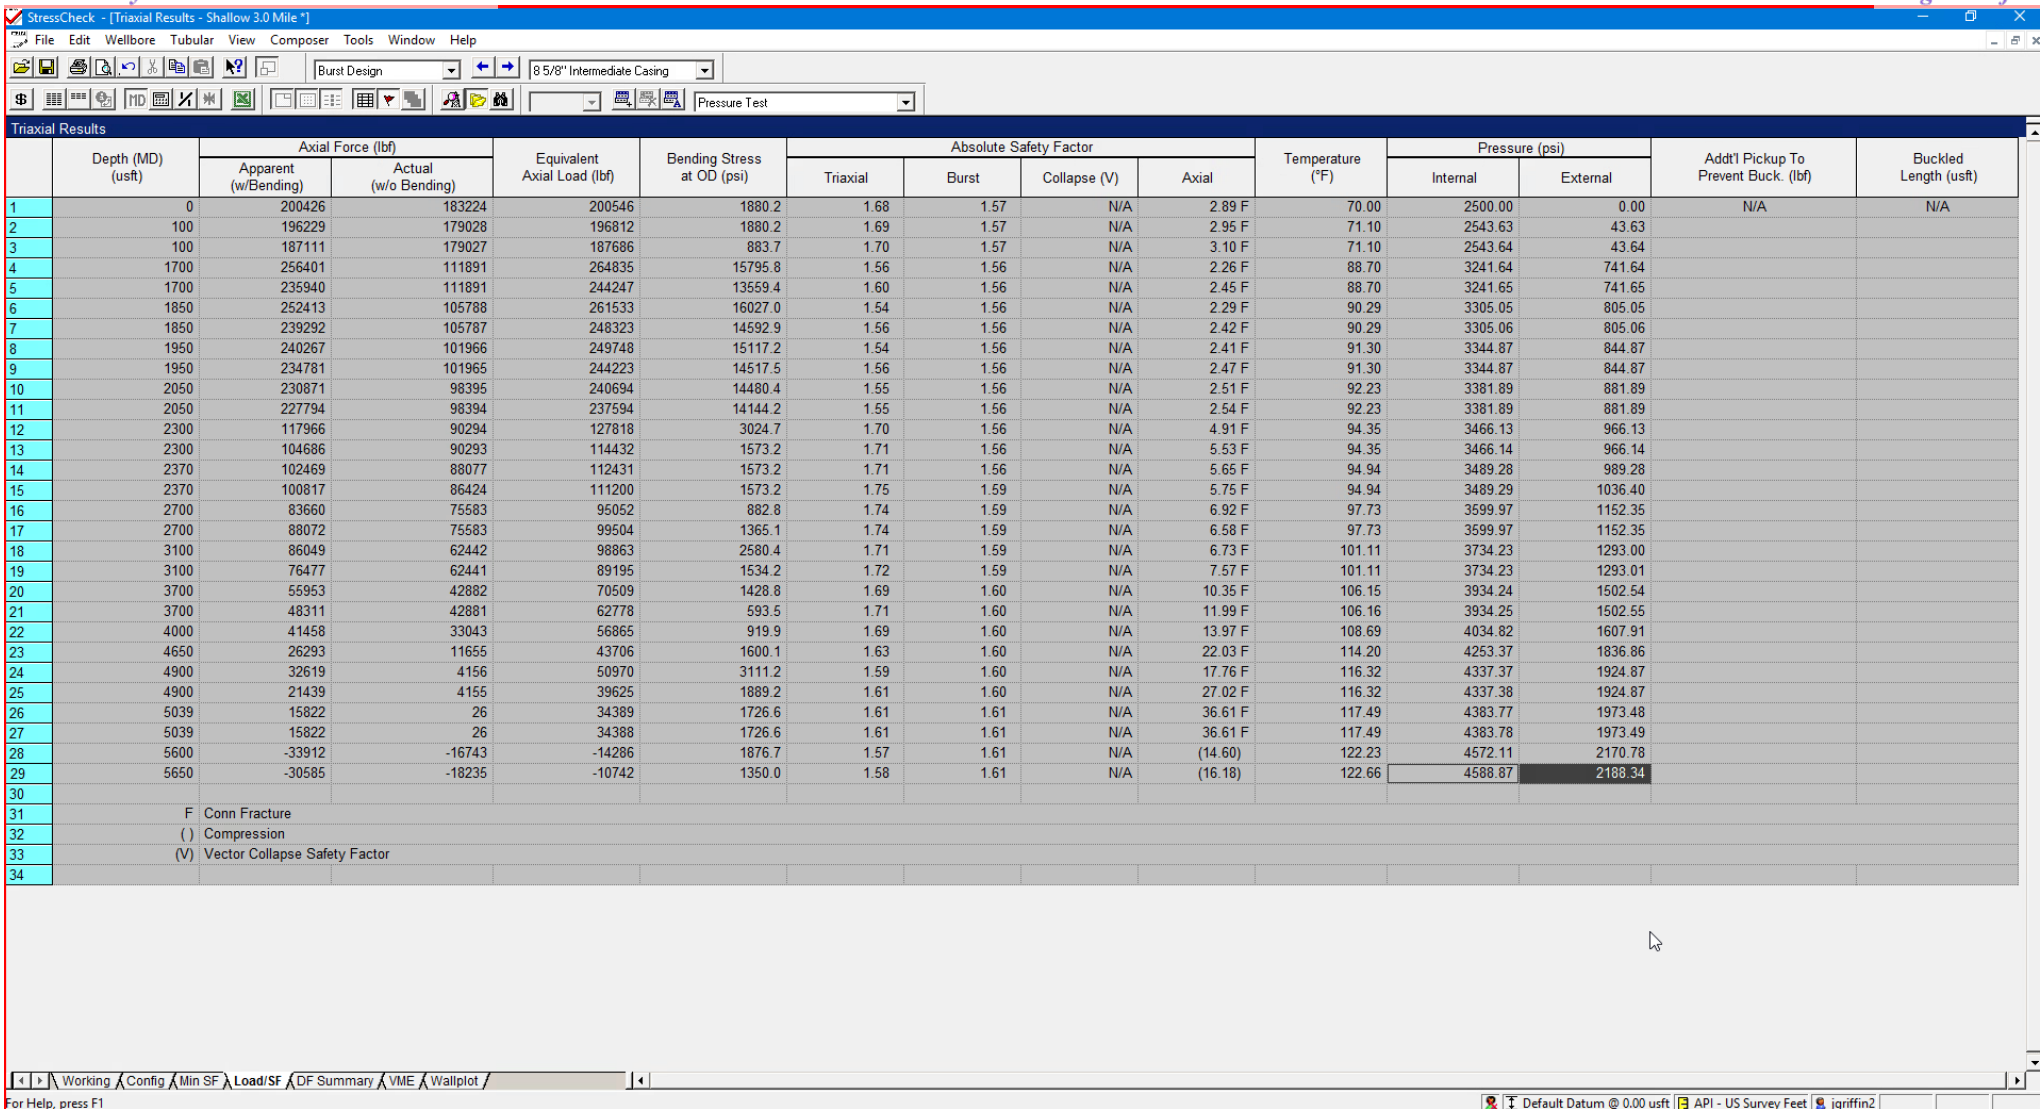 StressCheck - [Triaxial Results - Shallow 3.0 Mile *]
File Edit Wellbore Tubular View Composer Tools Window Help
Burst Design 8 5/8" Intermediate Casing
$ MD Pressure Test
Triaxial Results
Depth (MD) (usft) Axial Force (lbf) Apparent (w/Bending) Actual (w/o Bending) Equivalent Axial Load (lbf) Bending Stress at OD (psi) Absolute Safety Factor Triaxial Burst Collapse (V) Axial Temperature (°F) Pressure (psi) Internal External Addt'l Pickup To Prevent Buck. (lbf) Buckled Length (usft)
1 0 200426 183224 200546 1880.2 1.68 1.57 N/A 2.89 F 70.00 2500.00 0.00 N/A N/A
2 100 196229 179028 196812 1880.2 1.69 1.57 N/A 2.95 F 71.10 2543.63 43.63
3 100 187111 179027 187686 883.7 1.70 1.57 N/A 3.10 F 71.10 2543.64 43.64
4 1700 256401 111891 264835 15795.8 1.56 1.56 N/A 2.26 F 88.70 3241.64 741.64
5 1700 235940 111891 244247 13559.4 1.60 1.56 N/A 2.45 F 88.70 3241.65 741.65
6 1850 252413 105788 261533 16027.0 1.54 1.56 N/A 2.29 F 90.29 3305.05 805.05
7 1850 239292 105787 248323 14592.9 1.56 1.56 N/A 2.42 F 90.29 3305.06 805.06
8 1950 240267 101966 249748 15117.2 1.54 1.56 N/A 2.41 F 91.30 3344.87 844.87
9 1950 234781 101965 244223 14517.5 1.56 1.56 N/A 2.47 F 91.30 3344.87 844.87
10 2050 230871 98395 240694 14480.4 1.55 1.56 N/A 2.51 F 92.23 3381.89 881.89
11 2050 227794 98394 237594 14144.2 1.55 1.56 N/A 2.54 F 92.23 3381.89 881.89
12 2300 117966 90294 127818 3024.7 1.70 1.56 N/A 4.91 F 94.35 3466.13 966.13
13 2300 104686 90293 114432 1573.2 1.71 1.56 N/A 5.53 F 94.35 3466.14 966.14
14 2370 102469 88077 112431 1573.2 1.71 1.56 N/A 5.65 F 94.94 3489.28 989.28
15 2370 100817 86424 111200 1573.2 1.75 1.59 N/A 5.75 F 94.94 3489.29 1036.40
16 2700 83660 75583 95052 882.8 1.74 1.59 N/A 6.92 F 97.73 3599.97 1152.35
17 2700 88072 75583 99504 1365.1 1.74 1.59 N/A 6.58 F 97.73 3599.97 1152.35
18 3100 86049 62442 98863 2580.4 1.71 1.59 N/A 6.73 F 101.11 3734.23 1293.00
19 3100 76477 62441 89195 1534.2 1.72 1.59 N/A 7.57 F 101.11 3734.23 1293.01
20 3700 55953 42882 70509 1428.8 1.69 1.60 N/A 10.35 F 106.15 3934.24 1502.54
21 3700 48311 42881 62778 593.5 1.71 1.60 N/A 11.99 F 106.16 3934.25 1502.55
22 4000 41458 33043 56865 919.9 1.69 1.60 N/A 13.97 F 108.69 4034.82 1607.91
23 4650 26293 11655 43706 1600.1 1.63 1.60 N/A 22.03 F 114.20 4253.37 1836.86
24 4900 32619 4156 50970 3111.2 1.59 1.60 N/A 17.76 F 116.32 4337.37 1924.87
25 4900 21439 4155 39625 1889.2 1.61 1.60 N/A 27.02 F 116.32 4337.38 1924.87
26 5039 15822 26 34389 1726.6 1.61 1.61 N/A 36.61 F 117.49 4383.77 1973.48
27 5039 15822 26 34388 1726.6 1.61 1.61 N/A 36.61 F 117.49 4383.78 1973.49
28 5600 -33912 -16743 -14286 1876.7 1.57 1.61 N/A (14.60) 122.23 4572.11 2170.78
29 5650 -30585 -18235 -10742 1350.0 1.58 1.61 N/A (16.18) 122.66 4588.87 2188.34
30
31 F Conn Fracture
32 ( ) Compression
33 (V) Vector Collapse Safety Factor
34
Working Config Min SF Load/SF DF Summary VME Wallplot
For Help, press F1 Default Datum @ 0.00 usft API - US Survey Feet jgriffin2